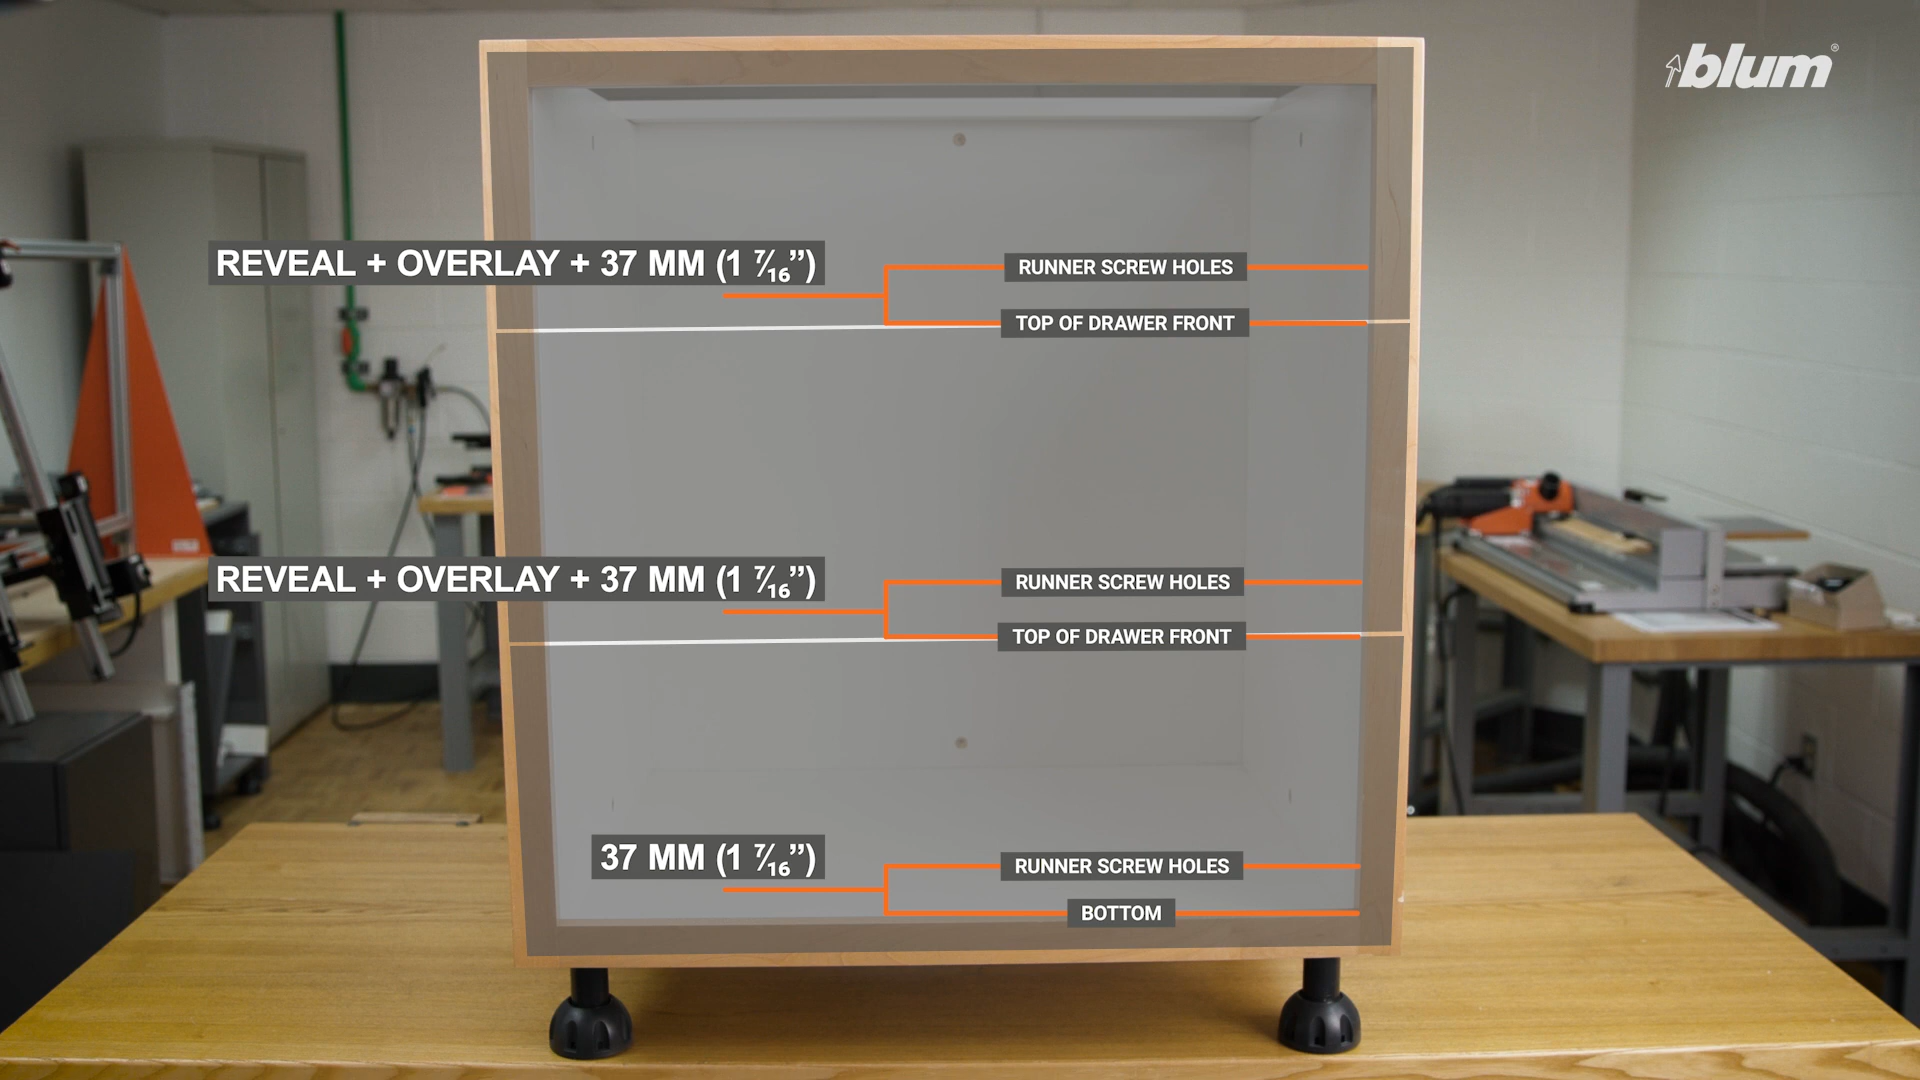 blum®
REVEAL + OVERLAY + 37 MM (1 7⁄16”)
RUNNER SCREW HOLES
TOP OF DRAWER FRONT
REVEAL + OVERLAY + 37 MM (1 7⁄16”)
RUNNER SCREW HOLES
TOP OF DRAWER FRONT
37 MM (1 7⁄16”)
RUNNER SCREW HOLES
BOTTOM